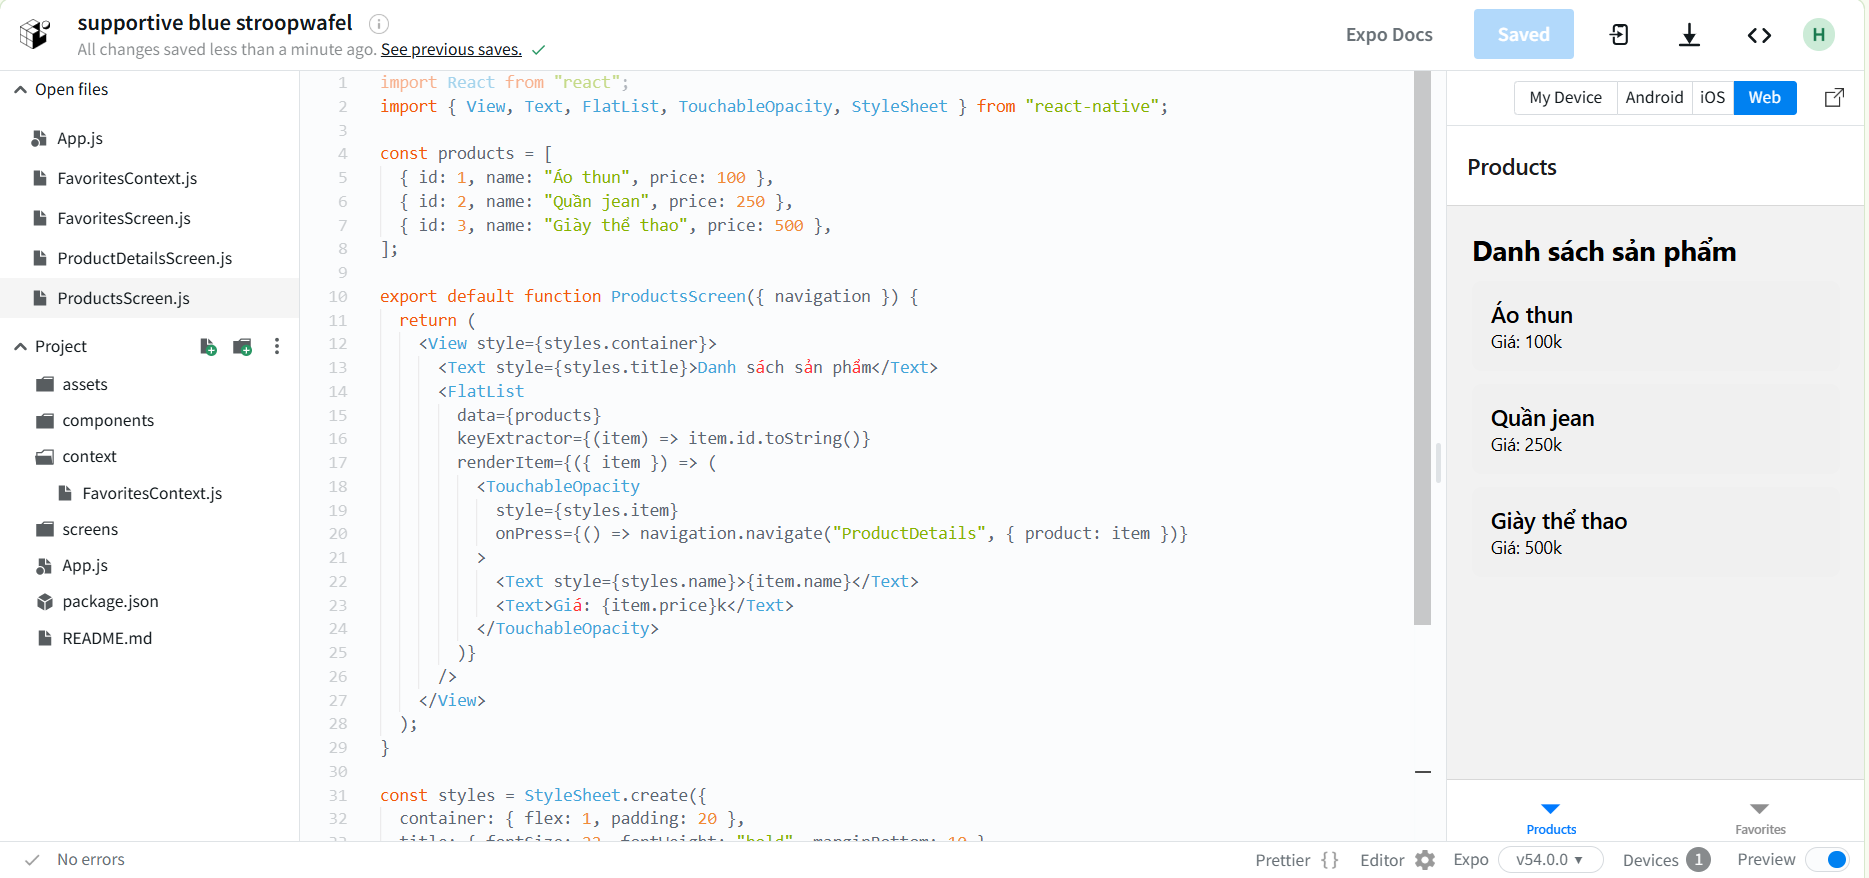 supportive blue stroopwafel
All changes saved less than a minute ago. See previous saves.
Expo Docs
Saved
H
Open files
App.js
FavoritesContext.js
FavoritesScreen.js
ProductDetailsScreen.js
ProductsScreen.js
Project
assets
components
context
FavoritesContext.js
screens
App.js
package.json
README.md
1 import React from "react";
2 import { View, Text, FlatList, TouchableOpacity, StyleSheet } from "react-native";
3
4 const products = [
5 { id: 1, name: "Áo thun", price: 100 },
6 { id: 2, name: "Quần jean", price: 250 },
7 { id: 3, name: "Giày thể thao", price: 500 },
8 ];
9
10 export default function ProductsScreen({ navigation }) {
11 return (
12 <View style={styles.container}>
13 <Text style={styles.title}>Danh sách sản phẩm</Text>
14 <FlatList
15 data={products}
16 keyExtractor={(item) => item.id.toString()}
17 renderItem={({ item }) => (
18 <TouchableOpacity
19 style={styles.item}
20 onPress={() => navigation.navigate("ProductDetails", { product: item })}
21 >
22 <Text style={styles.name}>{item.name}</Text>
23 <Text>Giá: {item.price}k</Text>
24 </TouchableOpacity>
25 )}
26 />
27 </View>
28 );
29 }
30
31 const styles = StyleSheet.create({
32 container: { flex: 1, padding: 20 },
33 title: { fontSize: 22, fontWeight: "bold", marginBottom: 10 }
My Device
Android
iOS
Web
Products
Danh sách sản phẩm
Áo thun
Giá: 100k
Quần jean
Giá: 250k
Giày thể thao
Giá: 500k
Products
Favorites
No errors
Prettier {}
Editor
Expo
v54.0.0
Devices 1
Preview